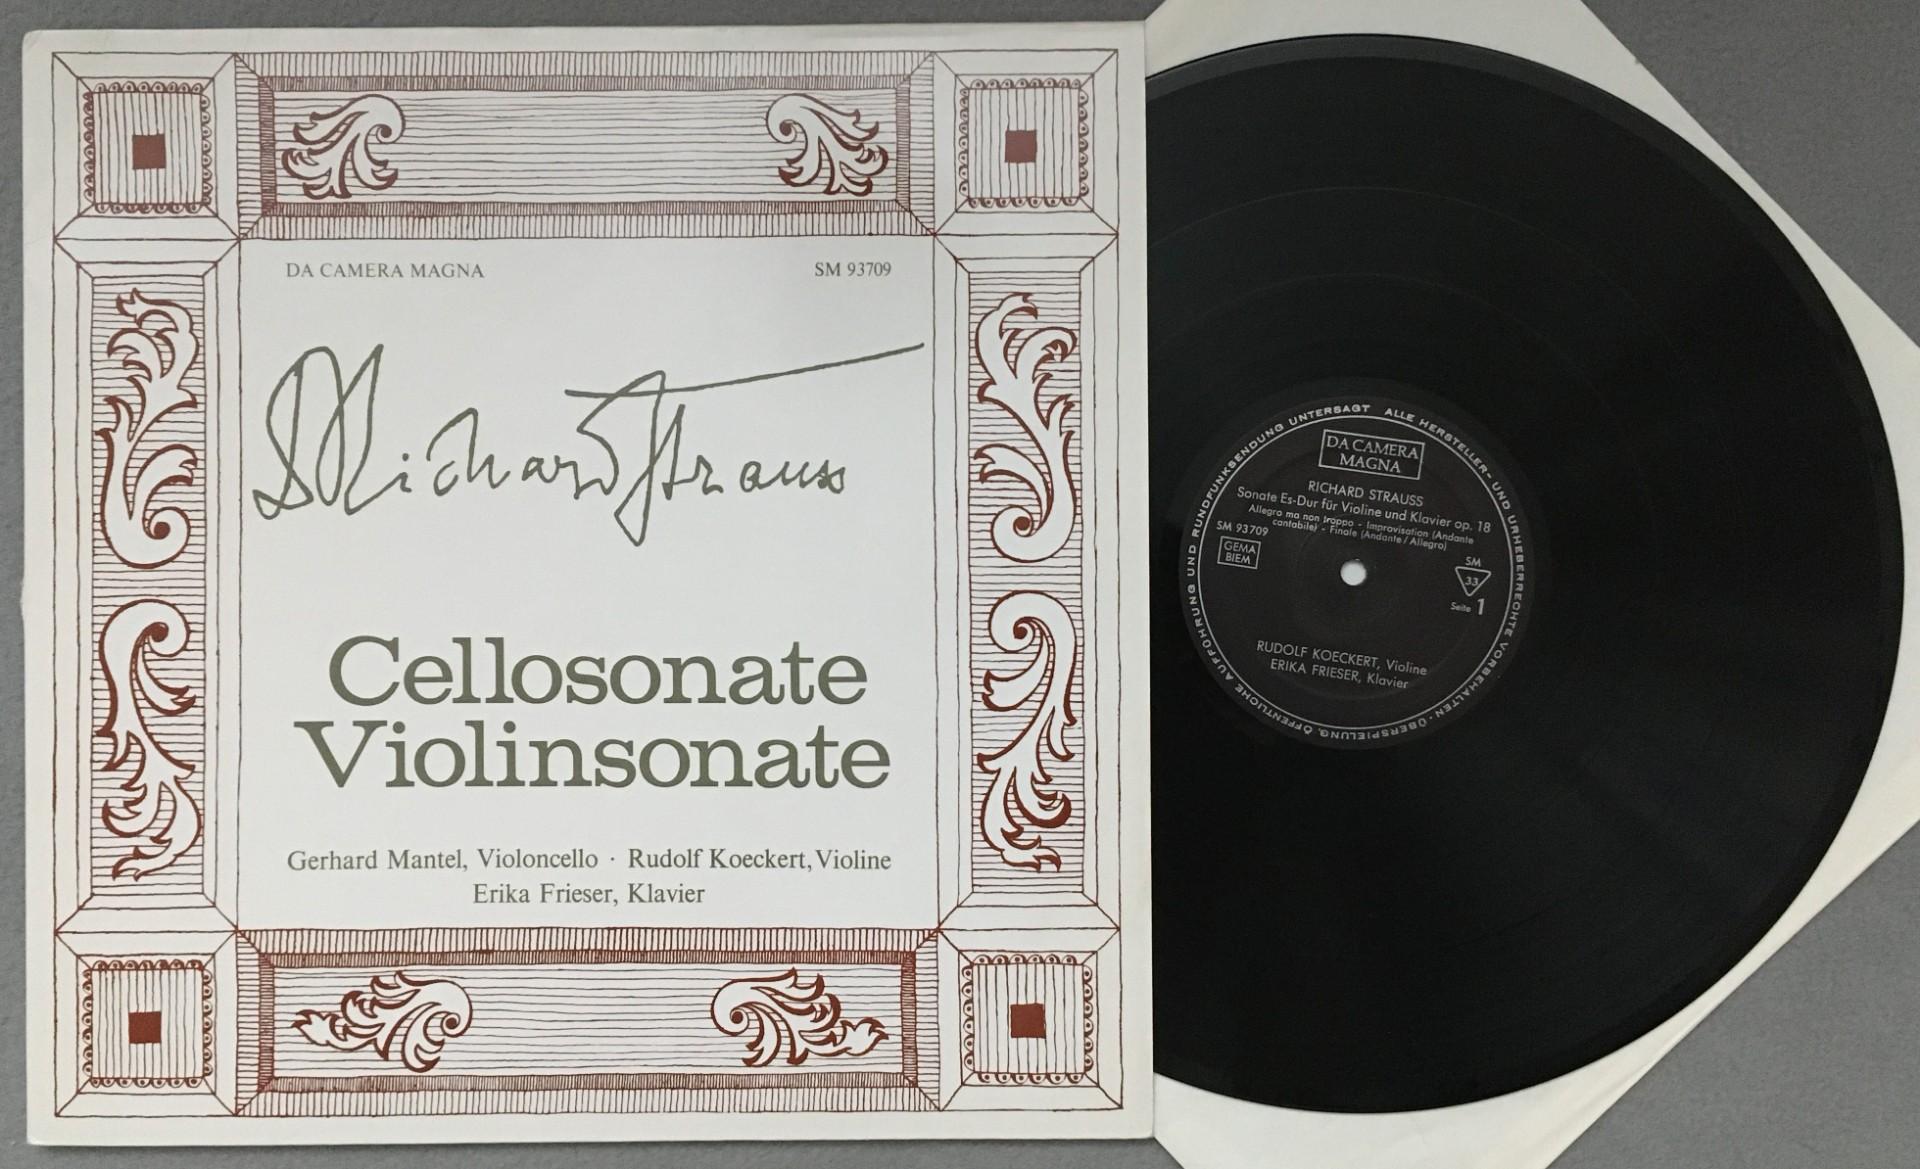 DA CAMERA MAGNA
SM 93709
Richard Strauss
Cellosonate
Violinsonate
Gerhard Mantel, Violoncello · Rudolf Koeckert, Violine
Erika Frieser, Klavier
ALLE HERSTELLER- UND URHEBERRECHTE VORBEHALTEN · ÜBERSPIELUNG, ÖFFENTLICHE AUFFÜHRUNG UND RUNDFUNKSENDUNG UNTERSAGT
DA CAMERA
MAGNA
RICHARD STRAUSS
Sonate Es-Dur für Violine und Klavier op. 18
Allegro ma non troppo - Improvisation (Andante
cantabile) - Finale (Andante / Allegro)
SM 93709
GEMA
BIEM
SM
33
Seite 1
RUDOLF KOECKERT, Violine
ERIKA FRIESER, Klavier